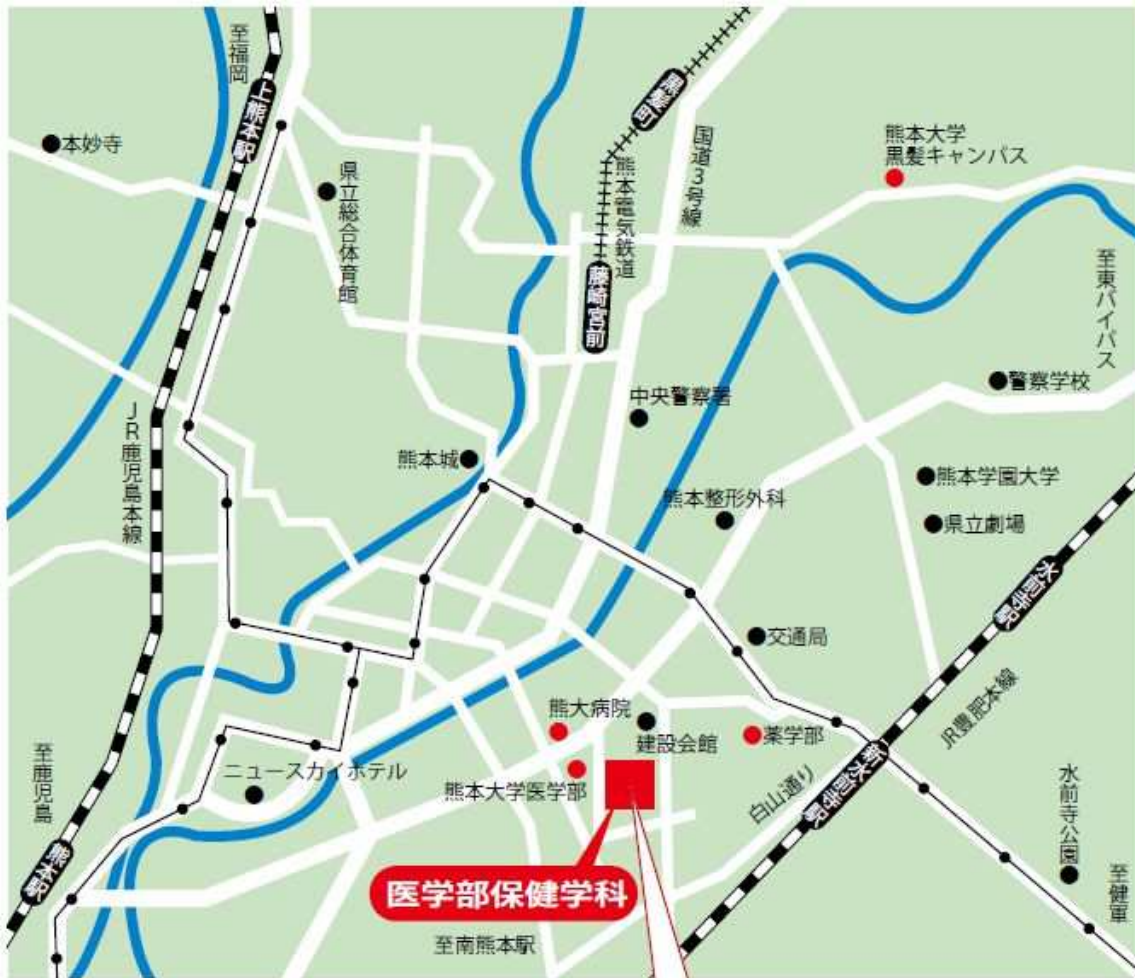 至福岡
上熊本駅
本妙寺
県立総合体育館
黒髪町
熊本電気鉄道
国道3号線
藤崎宮前
熊本大学
黒髪キャンパス
至東バイパス
JR鹿児島本線
中央警察署
警察学校
熊本城
熊本整形外科
熊本学園大学
県立劇場
水前寺駅
交通局
JR豊肥本線
熊大病院
建設会館
薬学部
新水前寺駅
ニュースカイホテル
熊本大学医学部
白山通り
水前寺公園
至鹿児島
熊本駅
医学部保健学科
至健軍
至南熊本駅